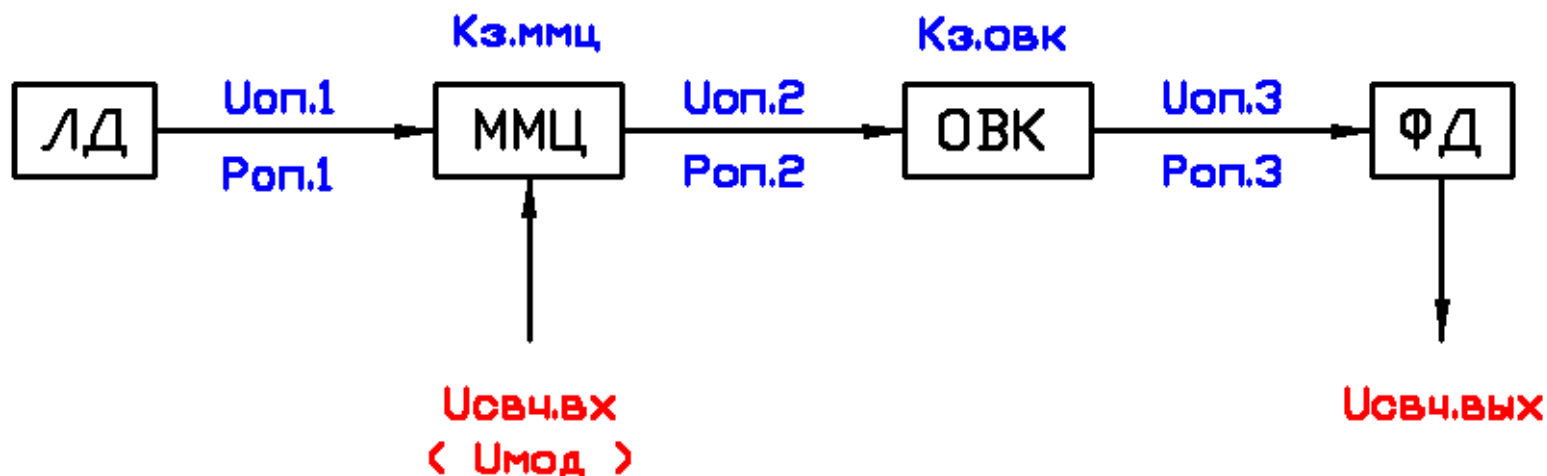 Кз.ммц
Кз.овк
ЛД
Uоп.1
Pоп.1
ММЦ
Uоп.2
Pоп.2
ОВК
Uоп.3
Pоп.3
ФД
Uсвч.вх
( Uмод )
Uсвч.вых